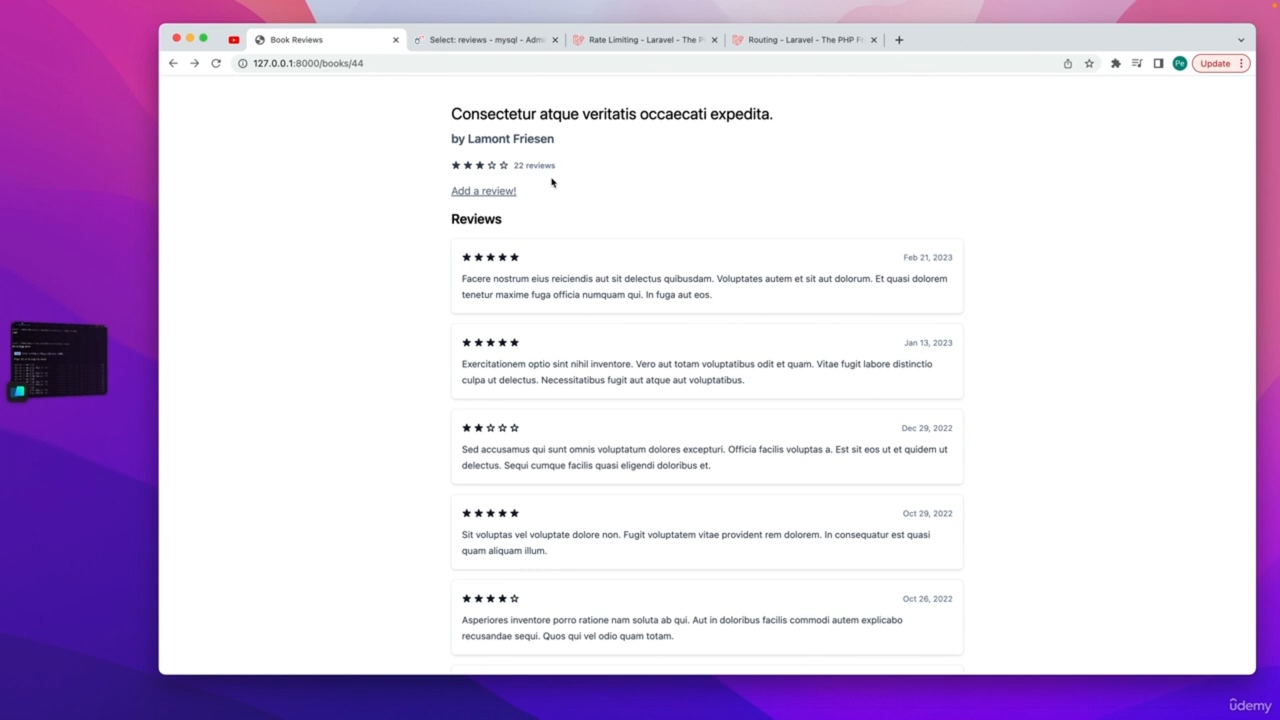 Book Reviews
Select: reviews - mysql - Adm
Rate Limiting - Laravel - The P
Routing - Laravel - The PHP F
127.0.0.1:8000/books/44
Pe
Update
Consectetur atque veritatis occaecati expedita.
by Lamont Friesen
★★★☆☆ 22 reviews
Add a review!
Reviews
★★★★★ Feb 21, 2023
Facere nostrum eius reiciendis aut sit delectus quibusdam. Voluptates autem et sit aut dolorum. Et quasi dolorem
tenetur maxime fuga officia numquam qui. In fuga aut eos.
★★★★★ Jan 13, 2023
Exercitationem optio sint nihil inventore. Vero aut totam voluptatibus odit et quam. Vitae fugit labore distinctio
culpa ut delectus. Necessitatibus fugit aut atque aut voluptatibus.
★★☆☆☆ Dec 29, 2022
Sed accusamus qui sunt omnis voluptatum dolores excepturi. Officia facilis voluptas a. Est sit eos ut et quidem ut
delectus. Sequi cumque facilis quasi eligendi doloribus et.
★★★★★ Oct 29, 2022
Sit voluptas vel voluptate dolore non. Fugit voluptatem vitae provident rem dolorem. In consequatur est quasi
quam aliquam illum.
★★★★☆ Oct 26, 2022
Asperiores inventore porro ratione nam soluta ab qui. Aut in doloribus facilis commodi autem explicabo
recusandae sequi. Quos qui vel odio quam totam.
ûdemy